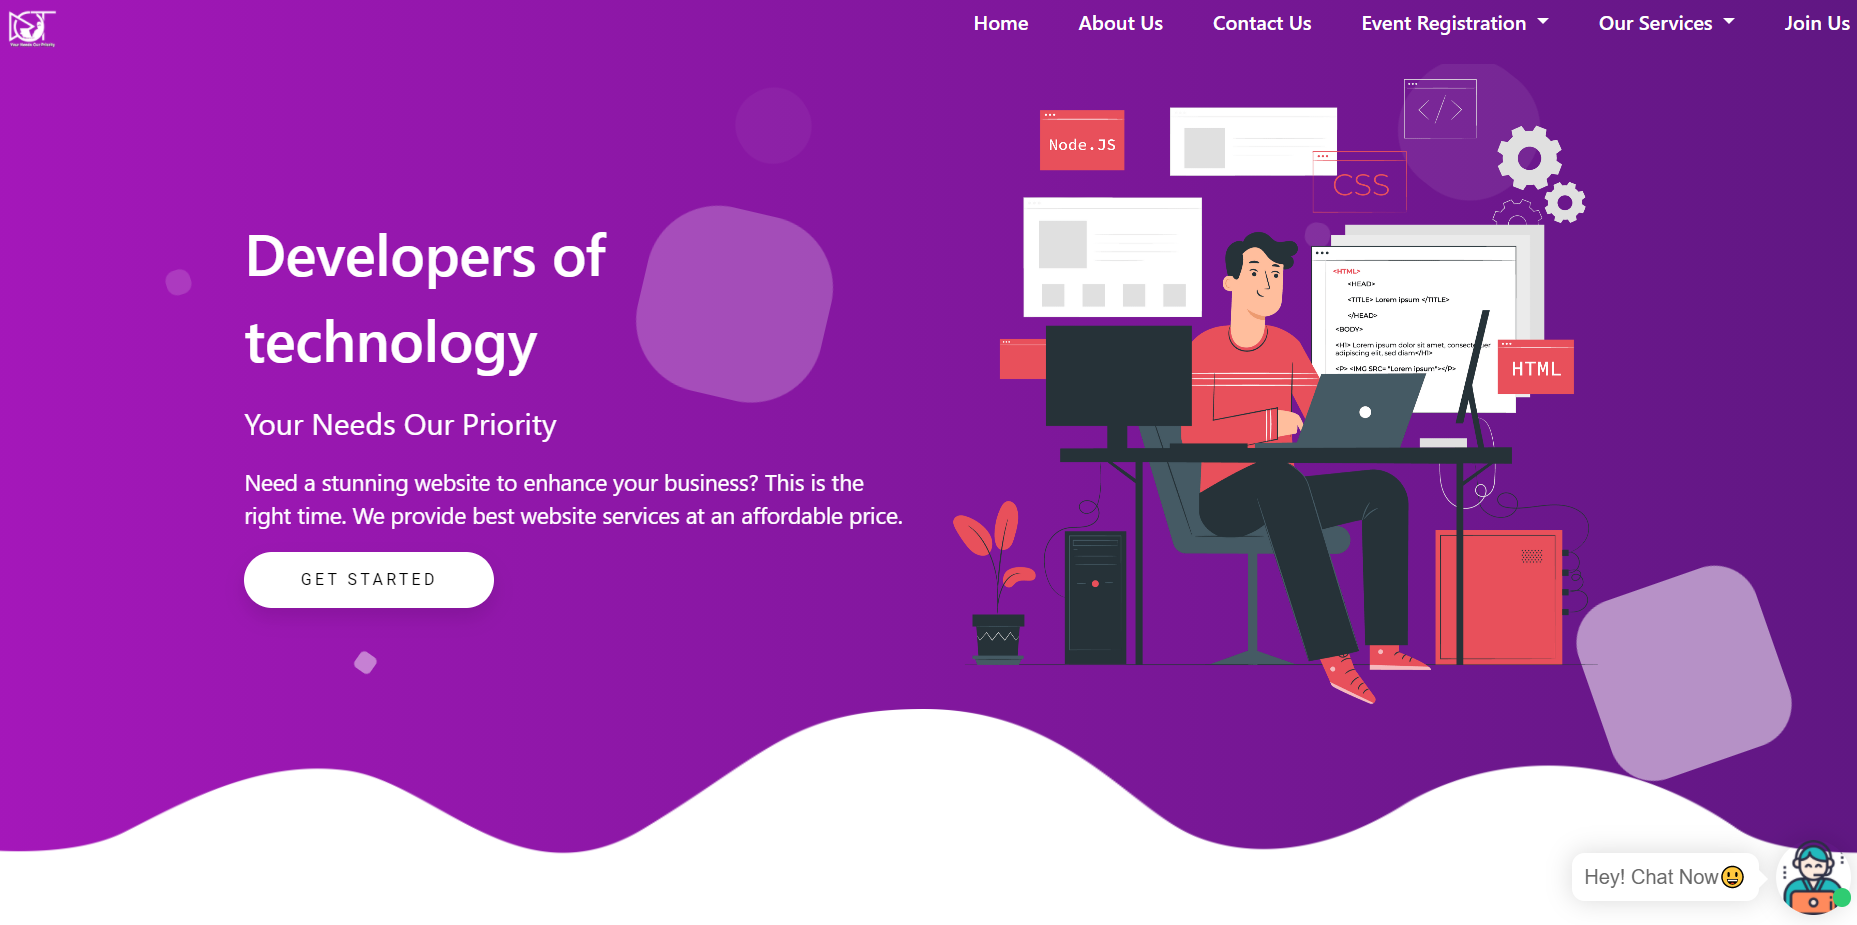 Your Needs Our Priority
Home About Us Contact Us Event Registration Our Services Join Us
Developers of
technology
Your Needs Our Priority
Need a stunning website to enhance your business? This is the
right time. We provide best website services at an affordable price.
GET STARTED
</>
Node.JS
CSS
<HTML>
<HEAD>
<TITLE> Lorem ipsum </TITLE>
</HEAD>
<BODY>
<H1> Lorem ipsum dolor sit amet, consectetuer
adipiscing elit, sed diam</H1>
<P> <IMG SRC= "Lorem ipsum"></P>
HTML
Hey! Chat Now😃